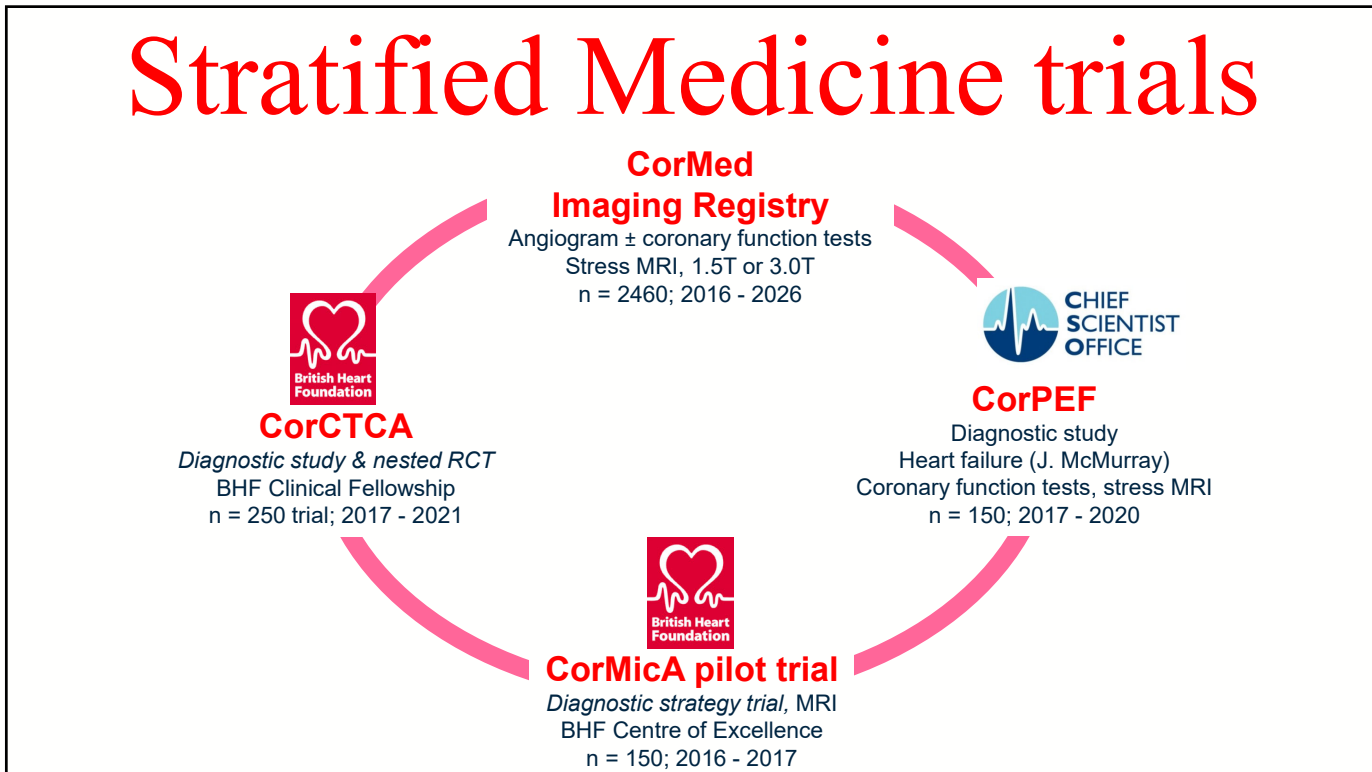 Stratified Medicine trials
CorMed
Imaging Registry
Angiogram ± coronary function tests
Stress MRI, 1.5T or 3.0T
n = 2460; 2016 - 2026
British Heart
Foundation
CorCTCA
Diagnostic study & nested RCT
BHF Clinical Fellowship
n = 250 trial; 2017 - 2021
CHIEF
SCIENTIST
OFFICE
CorPEF
Diagnostic study
Heart failure (J. McMurray)
Coronary function tests, stress MRI
n = 150; 2017 - 2020
British Heart
Foundation
CorMicA pilot trial
Diagnostic strategy trial, MRI
BHF Centre of Excellence
n = 150; 2016 - 2017